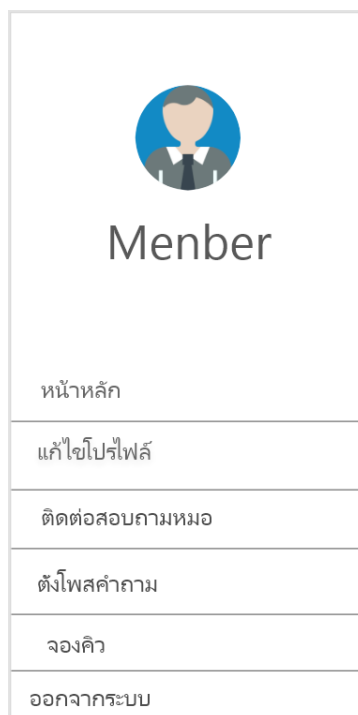 Menber
หน้าหลัก
แก้ไขโปรไฟล์
ติดต่อสอบถามหมอ
ตั้งโพสคำถาม
จองคิว
ออกจากระบบ